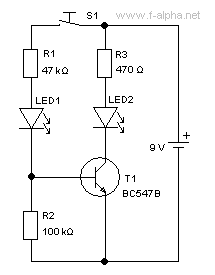 www.f-alpha.net
S1
R1
47 kΩ
R3
470 Ω
LED1
LED2
9 V
+
T1
BC547B
R2
100 kΩ